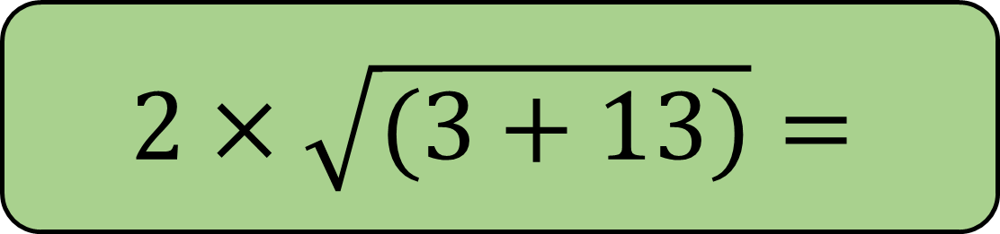 2 × √(3 + 13) =